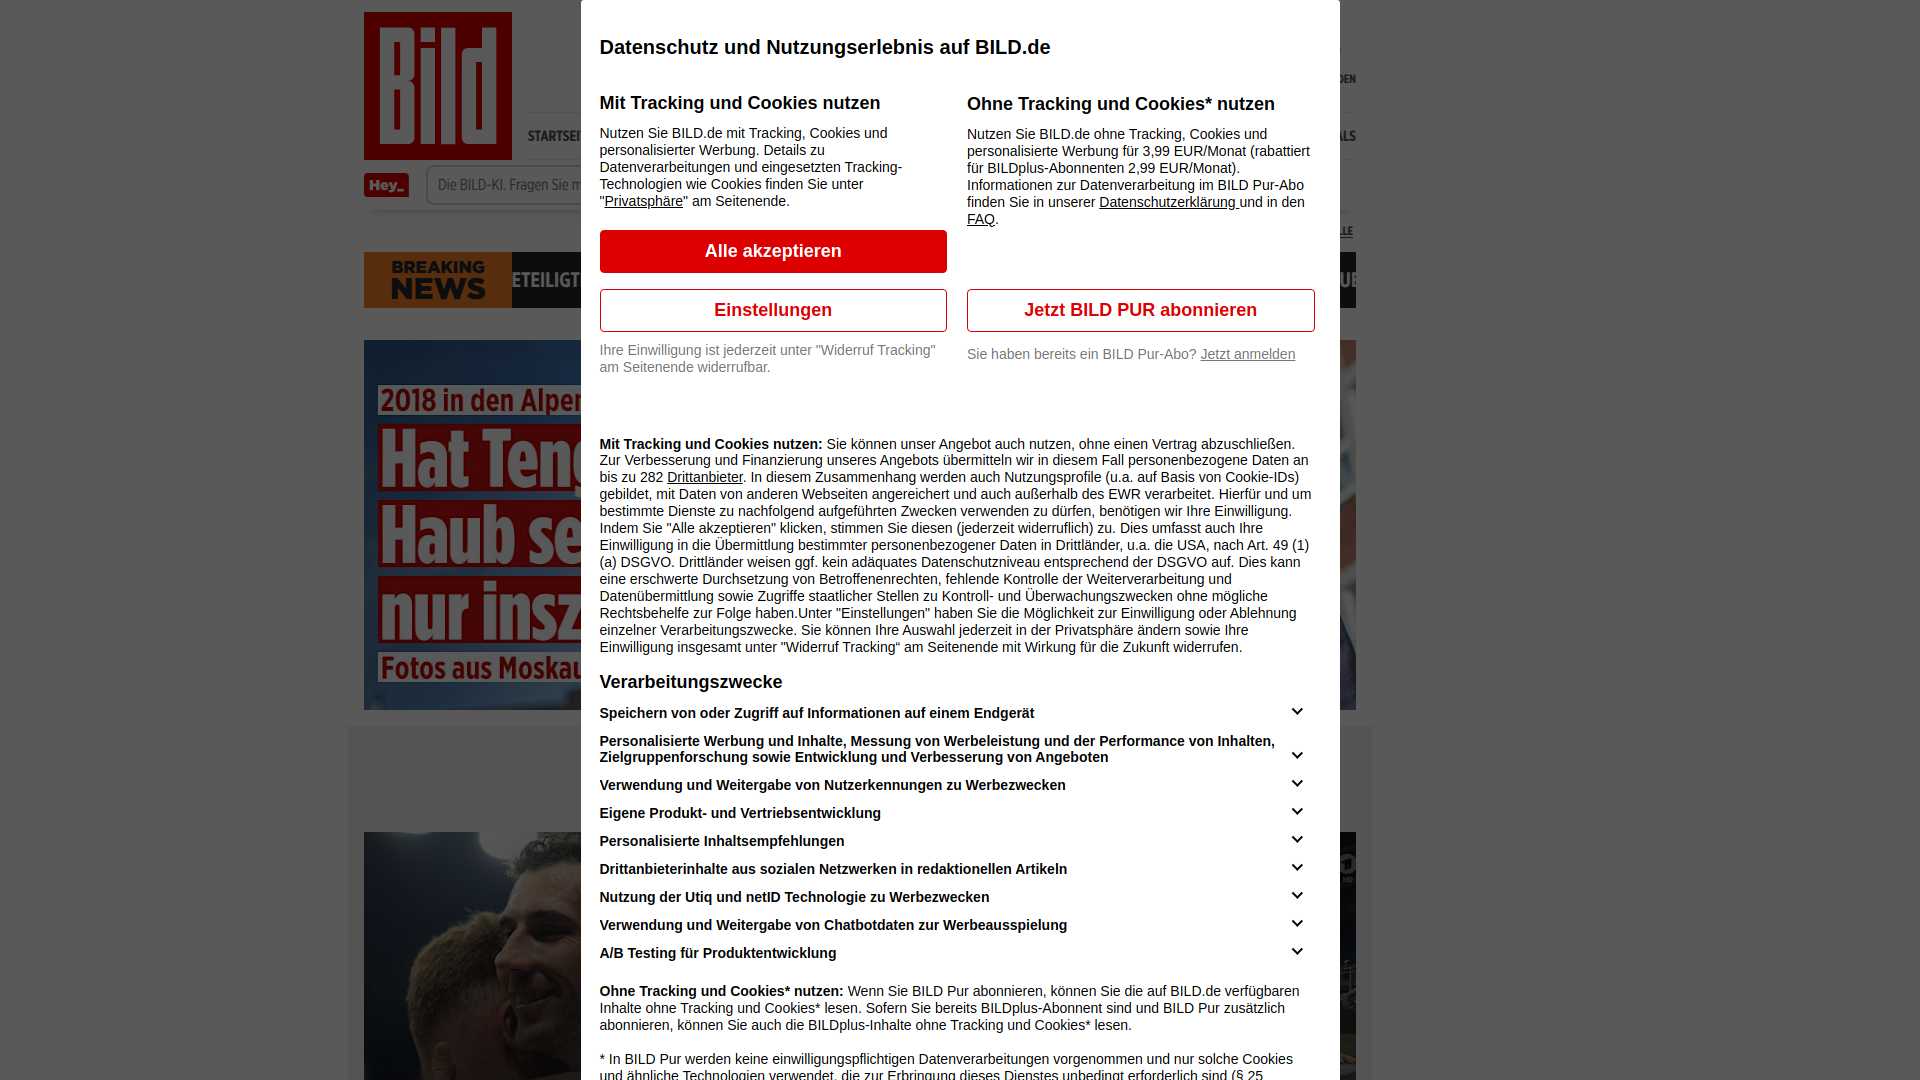 Bild
DEN
STARTSEI
ALS
Hey_
Die BILD-KI. Fragen Sie m
LLE
BREAKING
NEWS
ETEILIGT
2018 in den Alpen
Hat Teng
Haub se
nur insz
Fotos aus Moskau
Datenschutz und Nutzungserlebnis auf BILD.de
Mit Tracking und Cookies nutzen
Nutzen Sie BILD.de mit Tracking, Cookies und
personalisierter Werbung. Details zu
Datenverarbeitungen und eingesetzten Tracking-
Technologien wie Cookies finden Sie unter
"Privatsphäre" am Seitenende.
Alle akzeptieren
Einstellungen
Ihre Einwilligung ist jederzeit unter "Widerruf Tracking"
am Seitenende widerrufbar.
Ohne Tracking und Cookies* nutzen
Nutzen Sie BILD.de ohne Tracking, Cookies und
personalisierte Werbung für 3,99 EUR/Monat (rabattiert
für BILDplus-Abonnenten 2,99 EUR/Monat).
Informationen zur Datenverarbeitung im BILD Pur-Abo
finden Sie in unserer Datenschutzerklärung und in den
FAQ.
Jetzt BILD PUR abonnieren
Sie haben bereits ein BILD Pur-Abo? Jetzt anmelden
Mit Tracking und Cookies nutzen: Sie können unser Angebot auch nutzen, ohne einen Vertrag abzuschließen.
Zur Verbesserung und Finanzierung unseres Angebots übermitteln wir in diesem Fall personenbezogene Daten an
bis zu 282 Drittanbieter. In diesem Zusammenhang werden auch Nutzungsprofile (u.a. auf Basis von Cookie-IDs)
gebildet, mit Daten von anderen Webseiten angereichert und auch außerhalb des EWR verarbeitet. Hierfür und um
bestimmte Dienste zu nachfolgend aufgeführten Zwecken verwenden zu dürfen, benötigen wir Ihre Einwilligung.
Indem Sie "Alle akzeptieren" klicken, stimmen Sie diesen (jederzeit widerruflich) zu. Dies umfasst auch Ihre
Einwilligung in die Übermittlung bestimmter personenbezogener Daten in Drittländer, u.a. die USA, nach Art. 49 (1)
(a) DSGVO. Drittländer weisen ggf. kein adäquates Datenschutzniveau entsprechend der DSGVO auf. Dies kann
eine erschwerte Durchsetzung von Betroffenenrechten, fehlende Kontrolle der Weiterverarbeitung und
Datenübermittlung sowie Zugriffe staatlicher Stellen zu Kontroll- und Überwachungszwecken ohne mögliche
Rechtsbehelfe zur Folge haben.Unter "Einstellungen" haben Sie die Möglichkeit zur Einwilligung oder Ablehnung
einzelner Verarbeitungszwecke. Sie können Ihre Auswahl jederzeit in der Privatsphäre ändern sowie Ihre
Einwilligung insgesamt unter "Widerruf Tracking“ am Seitenende mit Wirkung für die Zukunft widerrufen.
Verarbeitungszwecke
Speichern von oder Zugriff auf Informationen auf einem Endgerät
Personalisierte Werbung und Inhalte, Messung von Werbeleistung und der Performance von Inhalten,
Zielgruppenforschung sowie Entwicklung und Verbesserung von Angeboten
Verwendung und Weitergabe von Nutzerkennungen zu Werbezwecken
Eigene Produkt- und Vertriebsentwicklung
Personalisierte Inhaltsempfehlungen
Drittanbieterinhalte aus sozialen Netzwerken in redaktionellen Artikeln
Nutzung der Utiq und netID Technologie zu Werbezwecken
Verwendung und Weitergabe von Chatbotdaten zur Werbeausspielung
A/B Testing für Produktentwicklung
Ohne Tracking und Cookies* nutzen: Wenn Sie BILD Pur abonnieren, können Sie die auf BILD.de verfügbaren
Inhalte ohne Tracking und Cookies* lesen. Sofern Sie bereits BILDplus-Abonnent sind und BILD Pur zusätzlich
abonnieren, können Sie auch die BILDplus-Inhalte ohne Tracking und Cookies* lesen.
* In BILD Pur werden keine einwilligungspflichtigen Datenverarbeitungen vorgenommen und nur solche Cookies
und ähnliche Technologien verwendet, die zur Erbringung dieses Dienstes unbedingt erforderlich sind (§ 25